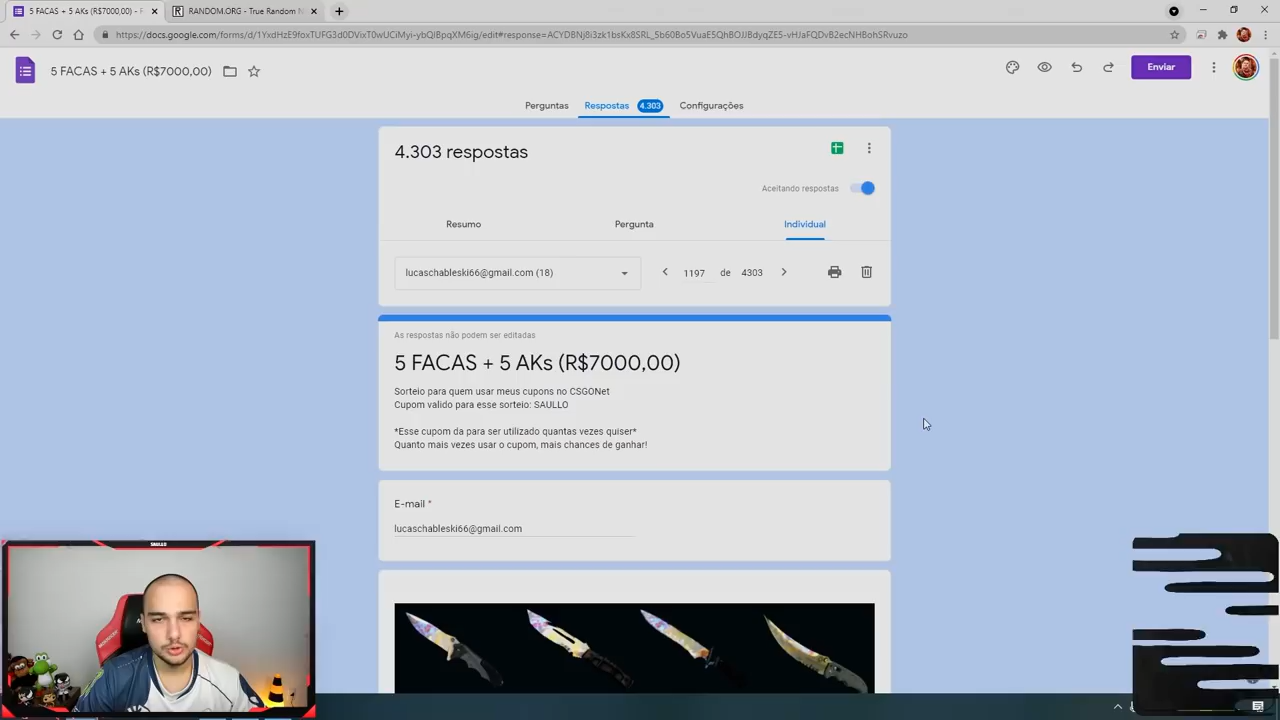 5 FACAS + 5 AKs (R$7000,00) - F
RANDOM.ORG - True Random N
https://docs.google.com/forms/d/1YxdHzE9foxTUFG3d0DVixT0wUCiMyi-ybQIBpqXM6ig/edit#response=ACYDBNj8i3zk1bsKx8SRL_5b60Bo5VuaE5QhBOJJBdyqZE5-vHJaFQDvB2ecNHBohSRvuzo
5 FACAS + 5 AKs (R$7000,00)
Enviar
Perguntas
Respostas 4.303
Configurações
4.303 respostas
Aceitando respostas
Resumo
Pergunta
Individual
lucaschableski66@gmail.com (18)
1197 de 4303
As respostas não podem ser editadas
5 FACAS + 5 AKs (R$7000,00)
Sorteio para quem usar meus cupons no CSGONet
Cupom valido para esse sorteio: SAULLO
*Esse cupom da para ser utilizado quantas vezes quiser*
Quanto mais vezes usar o cupom, mais chances de ganhar!
E-mail *
lucaschableski66@gmail.com
SAULLO